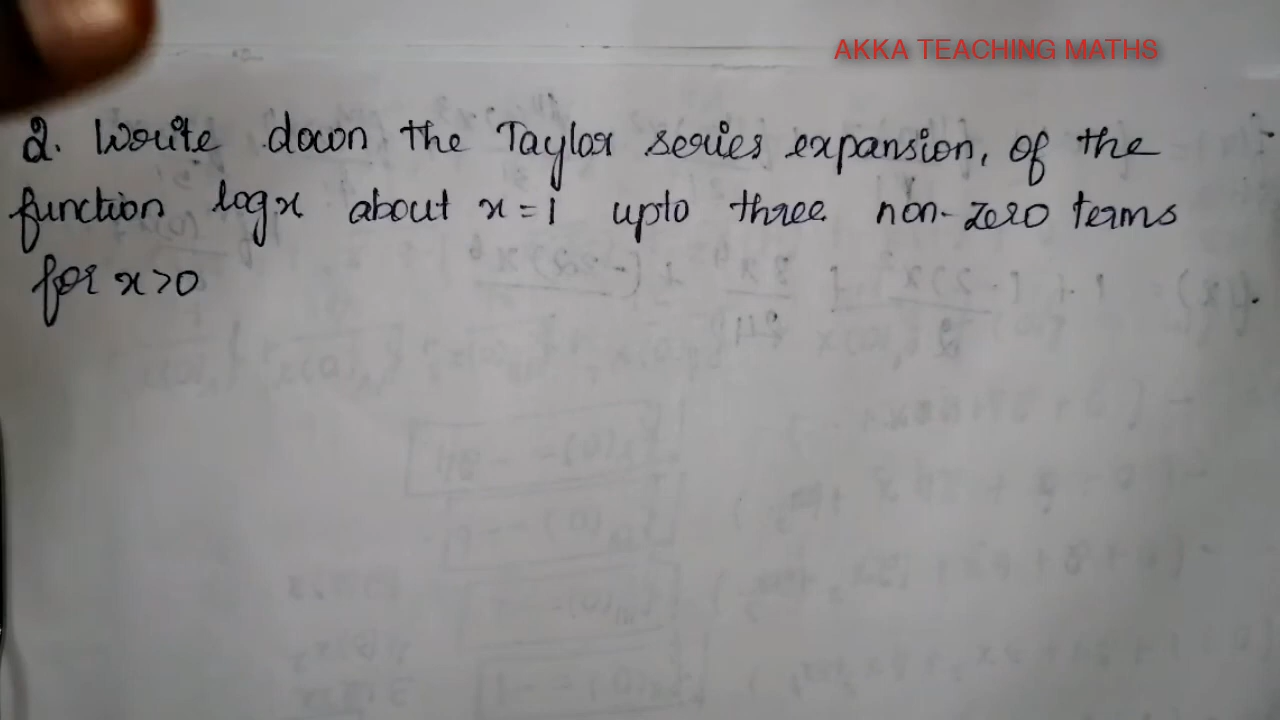 AKKA TEACHING MATHS
2. Write down the Taylor series expansion, of the
function log x about x = 1 upto three non-zero terms
for x > 0